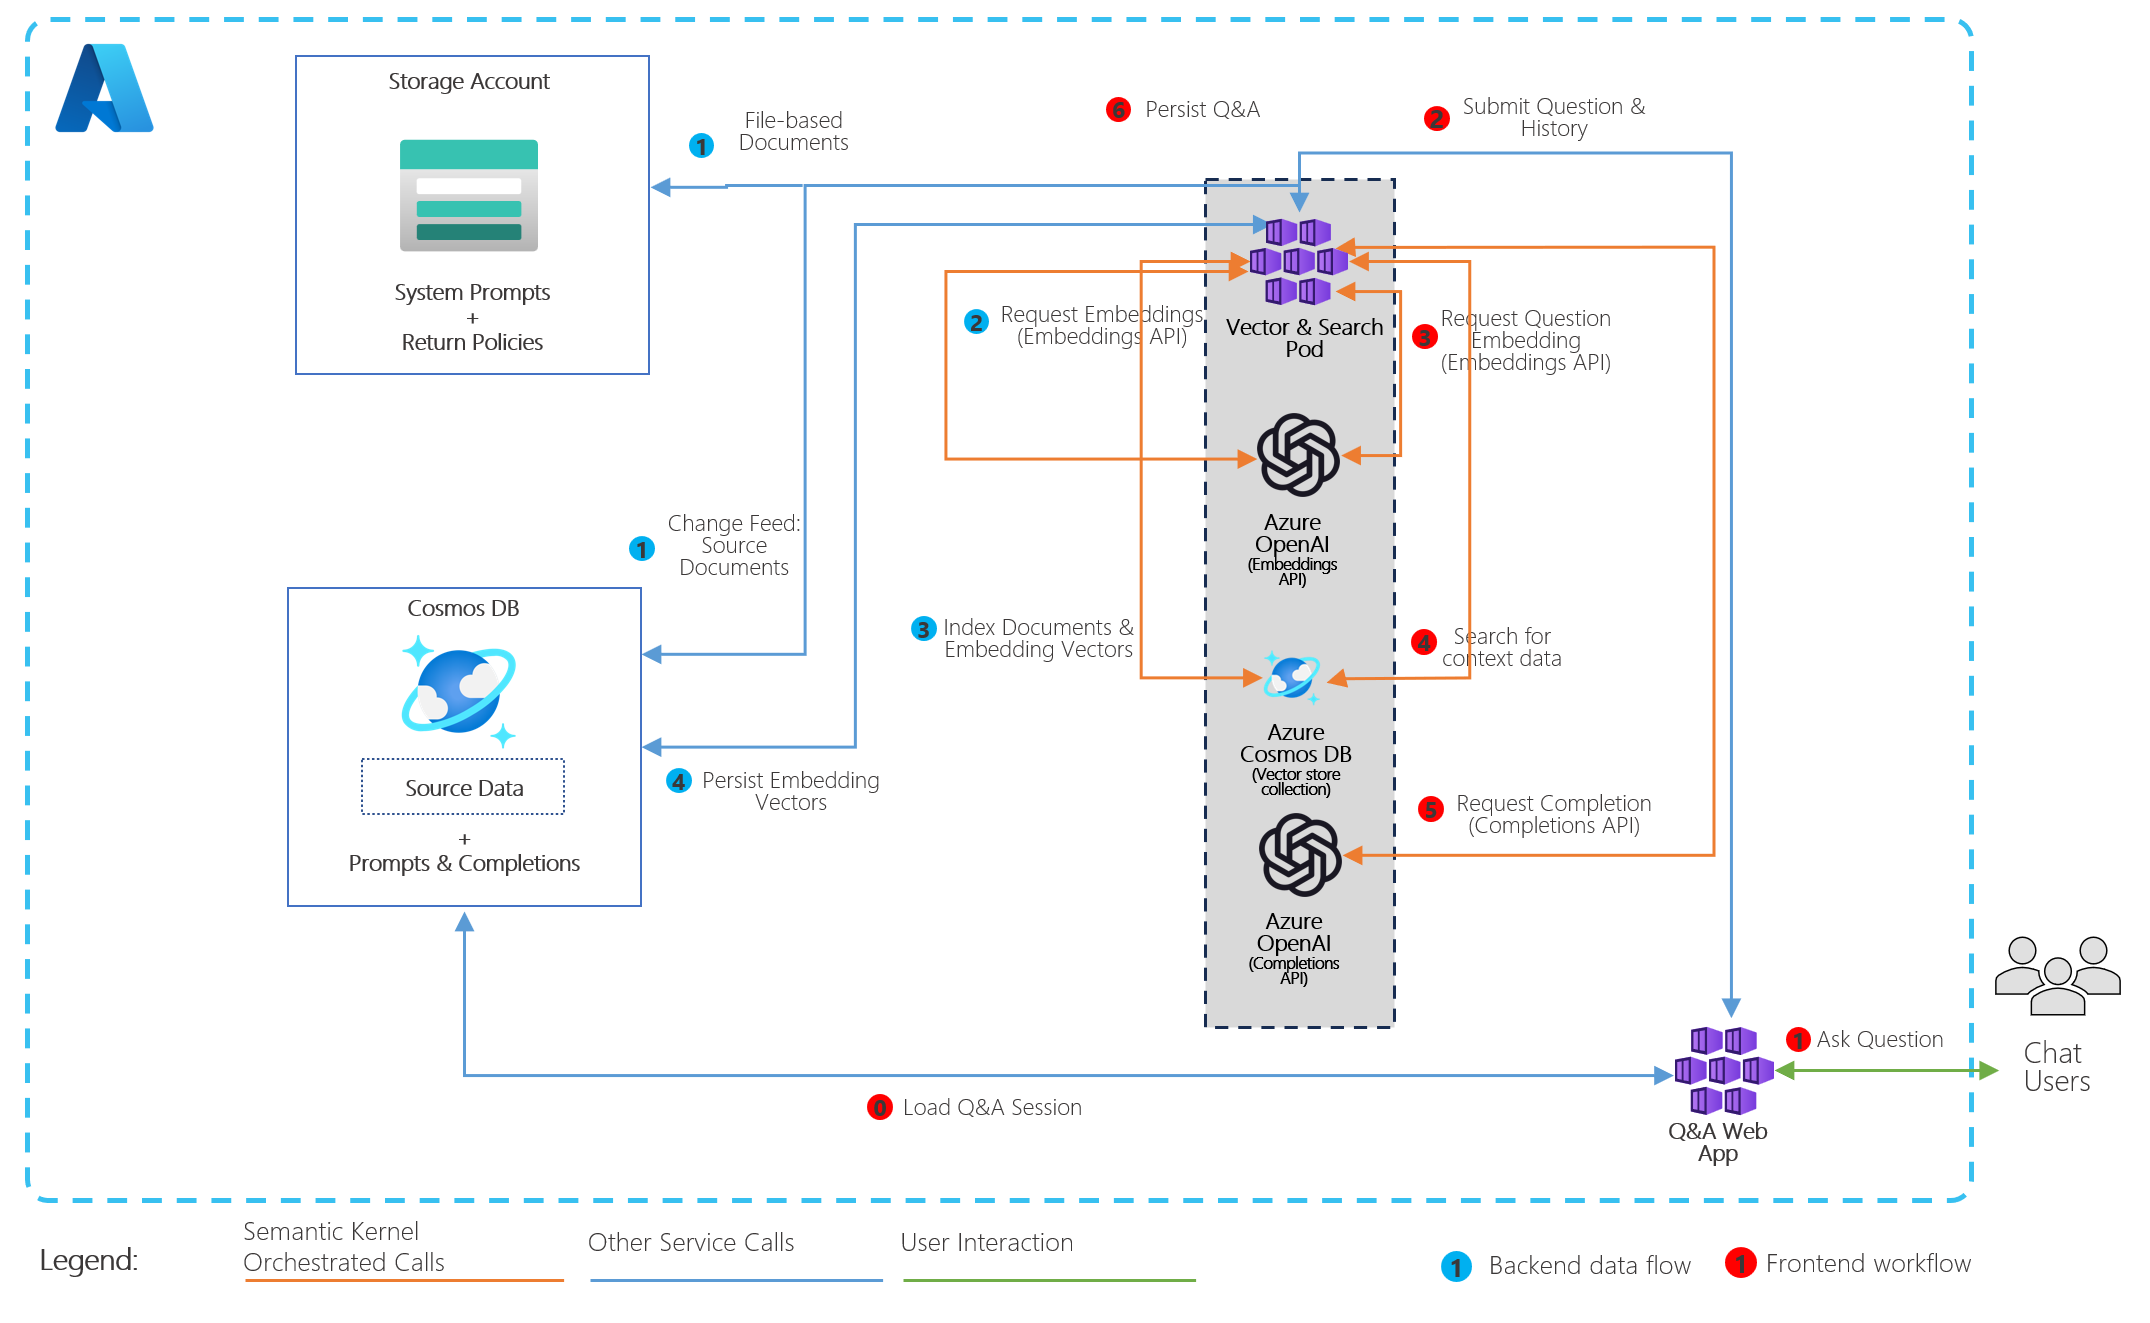 Storage Account
System Prompts
+
Return Policies
1
File-based
Documents
6 Persist Q&A
2
Submit Question &
History
2
Request Embeddings
(Embeddings API)
Vector & Search
Pod
3
Request Question
Embedding
(Embeddings API)
1
Change Feed:
Source
Documents
Azure
OpenAI
(Embeddings
API)
Cosmos DB
Source Data
+
Prompts & Completions
3
Index Documents &
Embedding Vectors
4
Search for
context data
4
Persist Embedding
Vectors
Azure
Cosmos DB
(Vector store
collection)
5
Request Completion
(Completions API)
Azure
OpenAI
(Completions
API)
1 Ask Question
Chat
Users
0 Load Q&A Session
Q&A Web
App
Legend:
Semantic Kernel
Orchestrated Calls
Other Service Calls
User Interaction
1 Backend data flow
1 Frontend workflow